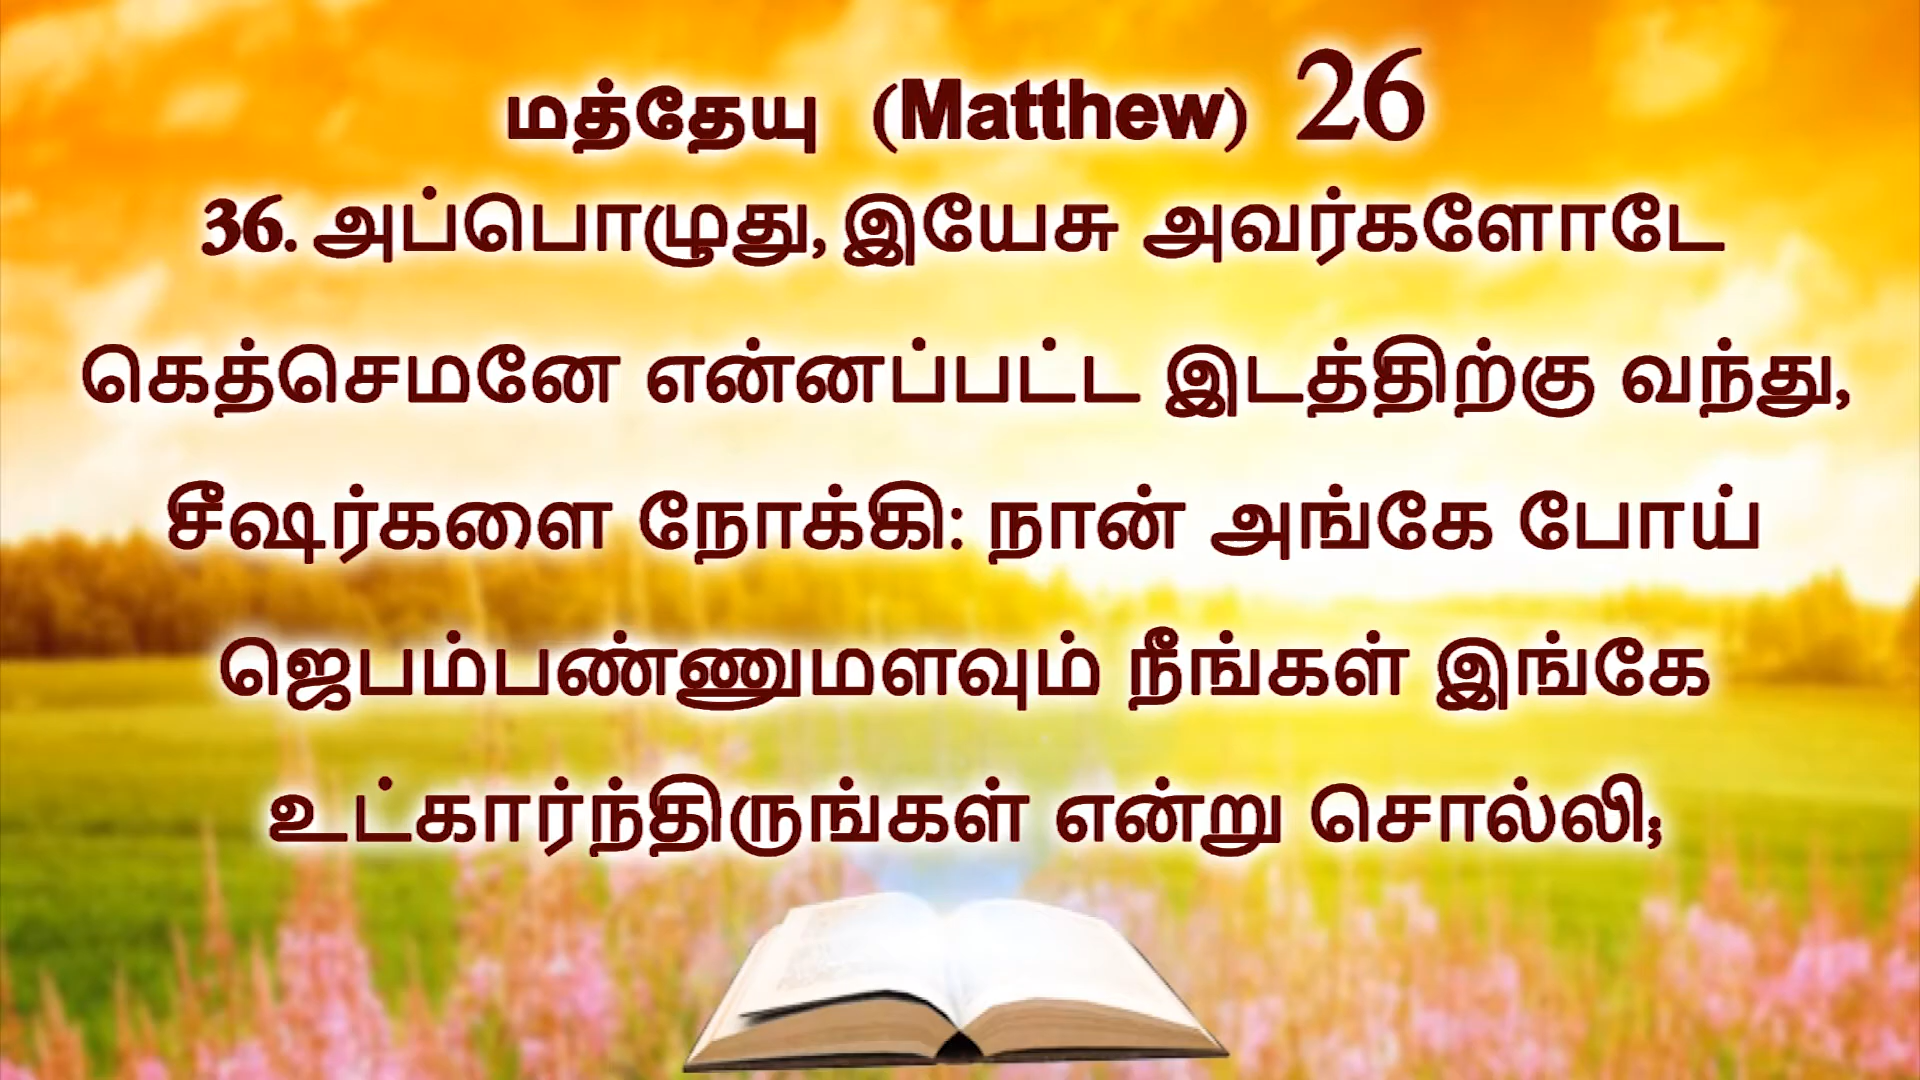 மத்தேயு (Matthew) 26
36. அப்பொழுது, இயேசு அவர்களோடே
கெத்செமனே என்னப்பட்ட இடத்திற்கு வந்து,
சீஷர்களை நோக்கி: நான் அங்கே போய்
ஜெபம்பண்ணுமளவும் நீங்கள் இங்கே
உட்கார்ந்திருங்கள் என்று சொல்லி;